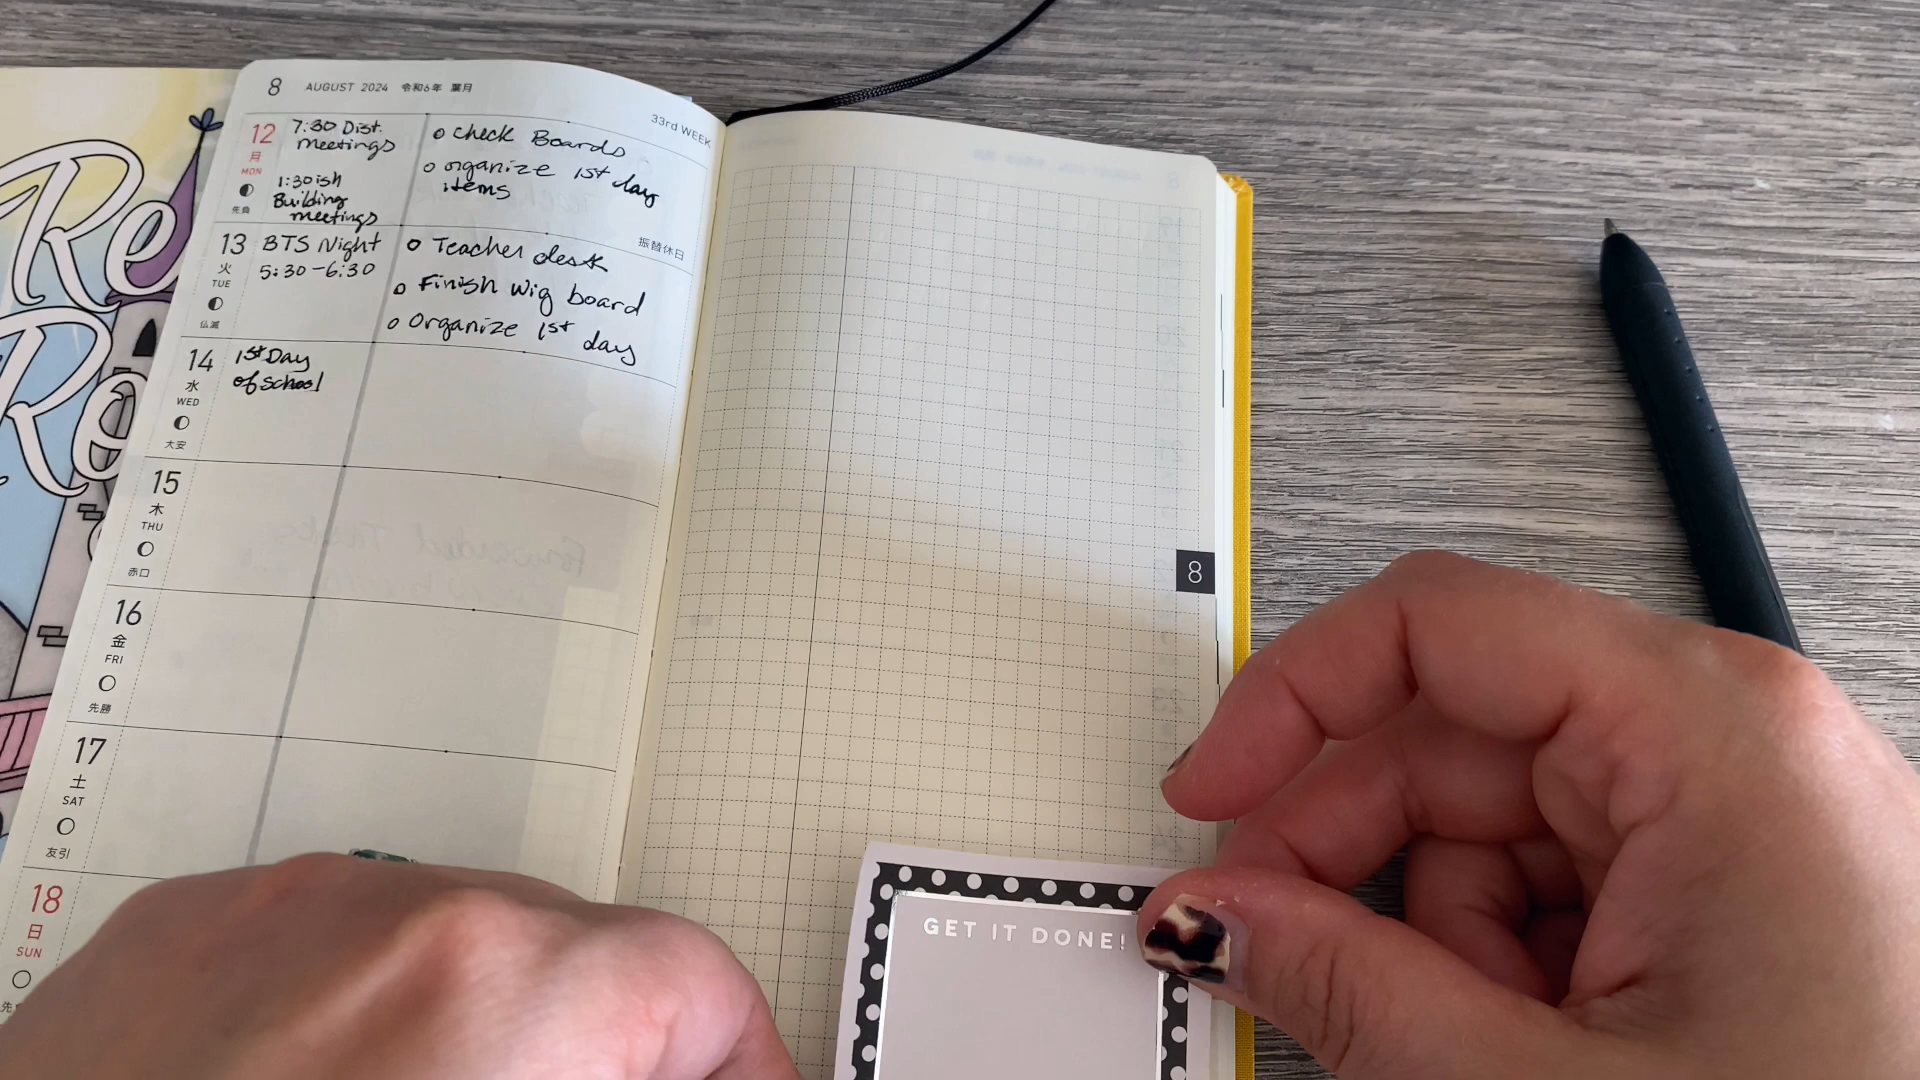 Re
Ro
8 AUGUST 2024 令和6年 葉月
33rd WEEK
12 月 MON 先負
7:30 Dist.
meetings
1:30ish
Building
meetings
o check Boards
o organize 1st day
items
13 火 TUE 仏滅
振替休日
BTS Night
5:30-6:30
o Teacher desk
o Finish wig board
o Organize 1st day
14 水 WED 大安
1st Day
of School
15 木 THU 赤口
16 金 FRI 先勝
17 土 SAT 友引
18 日 SUN
8
GET IT DONE!